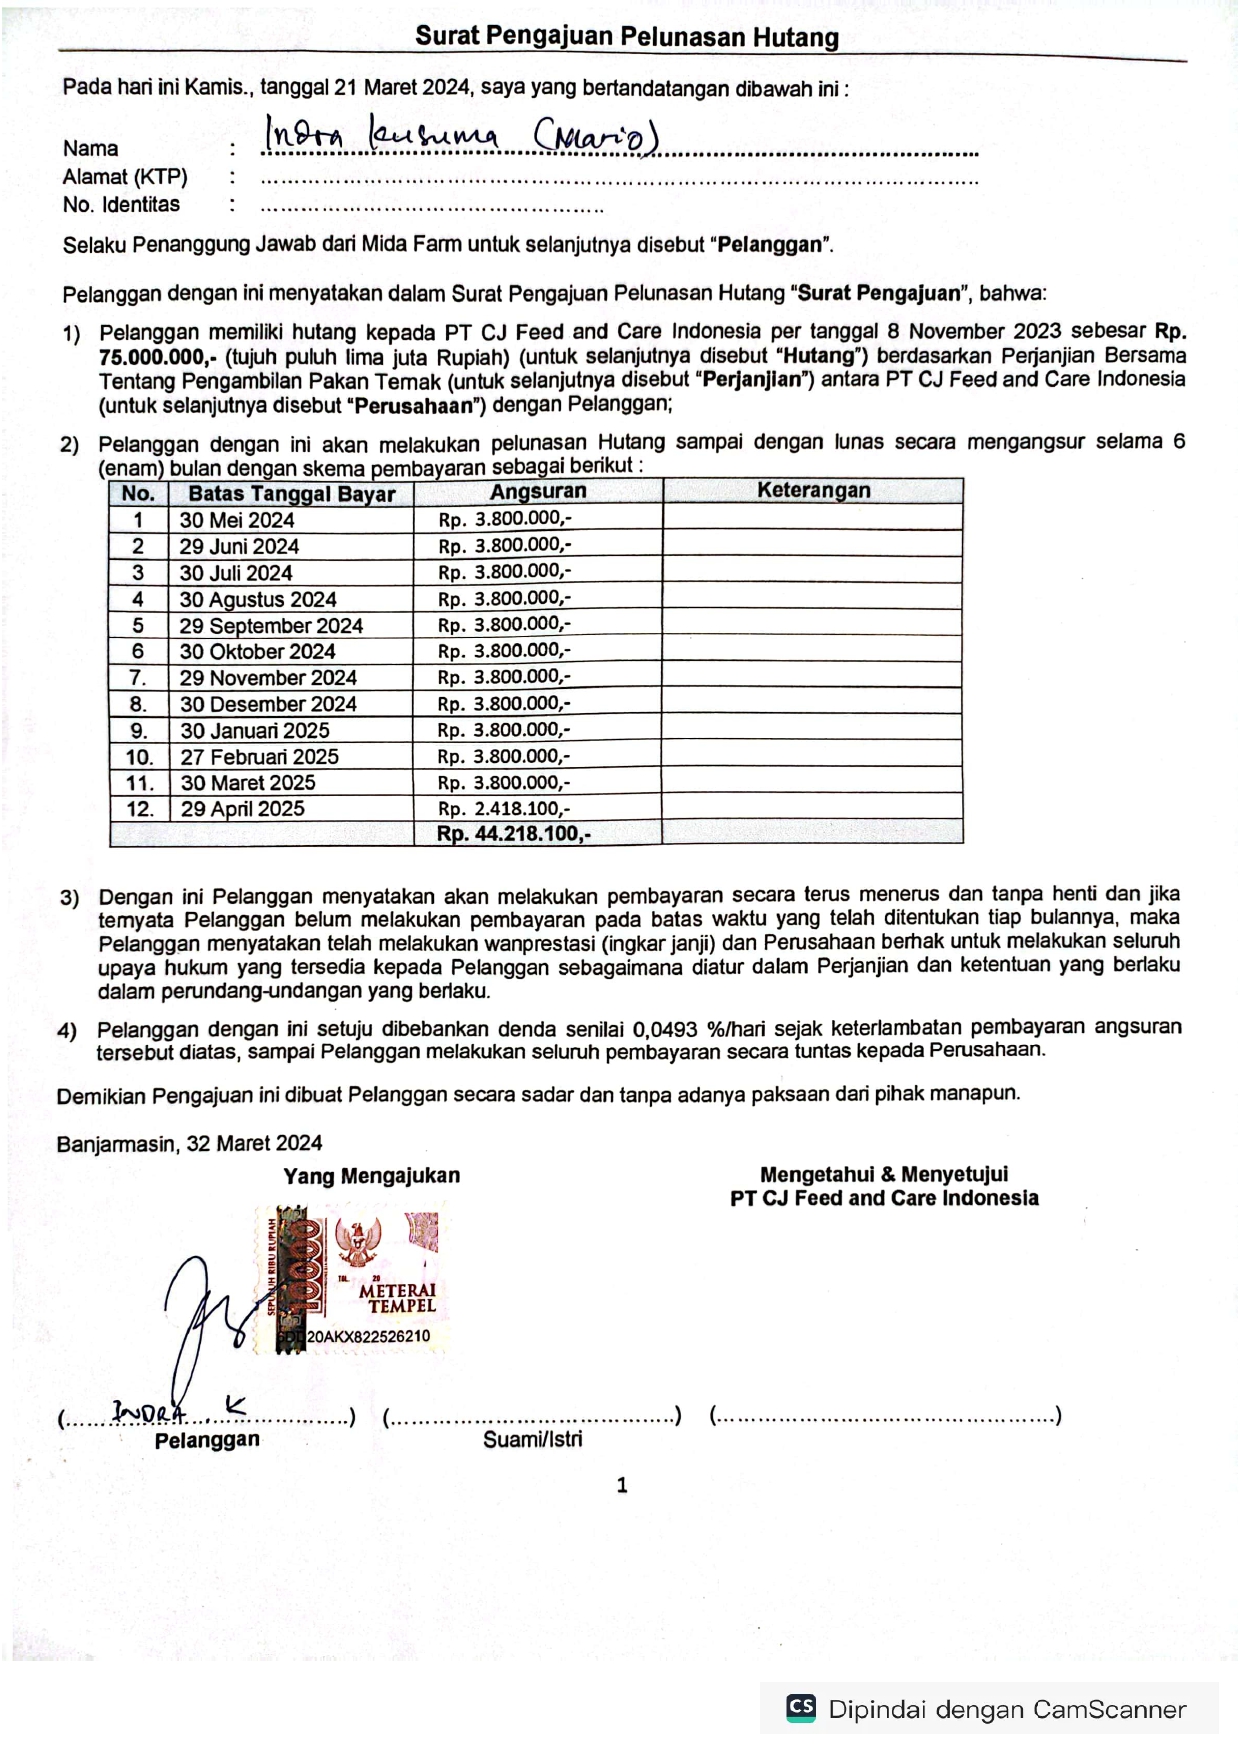 Surat Pengajuan Pelunasan Hutang
Pada hari ini Kamis., tanggal 21 Maret 2024, saya yang bertandatangan dibawah ini :
Nama : Indra Kusuma (Mario)
Alamat (KTP) : ............................................................
No. Identitas : ............................................................
Selaku Penanggung Jawab dari Mida Farm untuk selanjutnya disebut “Pelanggan”.
Pelanggan dengan ini menyatakan dalam Surat Pengajuan Pelunasan Hutang “Surat Pengajuan”, bahwa:
1) Pelanggan memiliki hutang kepada PT CJ Feed and Care Indonesia per tanggal 8 November 2023 sebesar Rp.
75.000.000,- (tujuh puluh lima juta Rupiah) (untuk selanjutnya disebut “Hutang”) berdasarkan Perjanjian Bersama
Tentang Pengambilan Pakan Ternak (untuk selanjutnya disebut “Perjanjian”) antara PT CJ Feed and Care Indonesia
(untuk selanjutnya disebut “Perusahaan”) dengan Pelanggan;
2) Pelanggan dengan ini akan melakukan pelunasan Hutang sampai dengan lunas secara mengangsur selama 6
(enam) bulan dengan skema pembayaran sebagai berikut :
No. Batas Tanggal Bayar Angsuran Keterangan
1 30 Mei 2024 Rp. 3.800.000,-
2 29 Juni 2024 Rp. 3.800.000,-
3 30 Juli 2024 Rp. 3.800.000,-
4 30 Agustus 2024 Rp. 3.800.000,-
5 29 September 2024 Rp. 3.800.000,-
6 30 Oktober 2024 Rp. 3.800.000,-
7. 29 November 2024 Rp. 3.800.000,-
8. 30 Desember 2024 Rp. 3.800.000,-
9. 30 Januari 2025 Rp. 3.800.000,-
10. 27 Februari 2025 Rp. 3.800.000,-
11. 30 Maret 2025 Rp. 3.800.000,-
12. 29 April 2025 Rp. 2.418.100,-
Rp. 44.218.100,-
3) Dengan ini Pelanggan menyatakan akan melakukan pembayaran secara terus menerus dan tanpa henti dan jika
ternyata Pelanggan belum melakukan pembayaran pada batas waktu yang telah ditentukan tiap bulannya, maka
Pelanggan menyatakan telah melakukan wanprestasi (ingkar janji) dan Perusahaan berhak untuk melakukan seluruh
upaya hukum yang tersedia kepada Pelanggan sebagaimana diatur dalam Perjanjian dan ketentuan yang berlaku
dalam perundang-undangan yang berlaku.
4) Pelanggan dengan ini setuju dibebankan denda senilai 0,0493 %/hari sejak keterlambatan pembayaran angsuran
tersebut diatas, sampai Pelanggan melakukan seluruh pembayaran secara tuntas kepada Perusahaan.
Demikian Pengajuan ini dibuat Pelanggan secara sadar dan tanpa adanya paksaan dari pihak manapun.
Banjarmasin, 32 Maret 2024
Yang Mengajukan Mengetahui & Menyetujui
PT CJ Feed and Care Indonesia
SEPULUH RIBU RUPIAH
10000
TGL. 20
METERAI
TEMPEL
20AKX822526210
(INDRA . K) (....................) (....................)
Pelanggan Suami/Istri
1
CS Dipindai dengan CamScanner